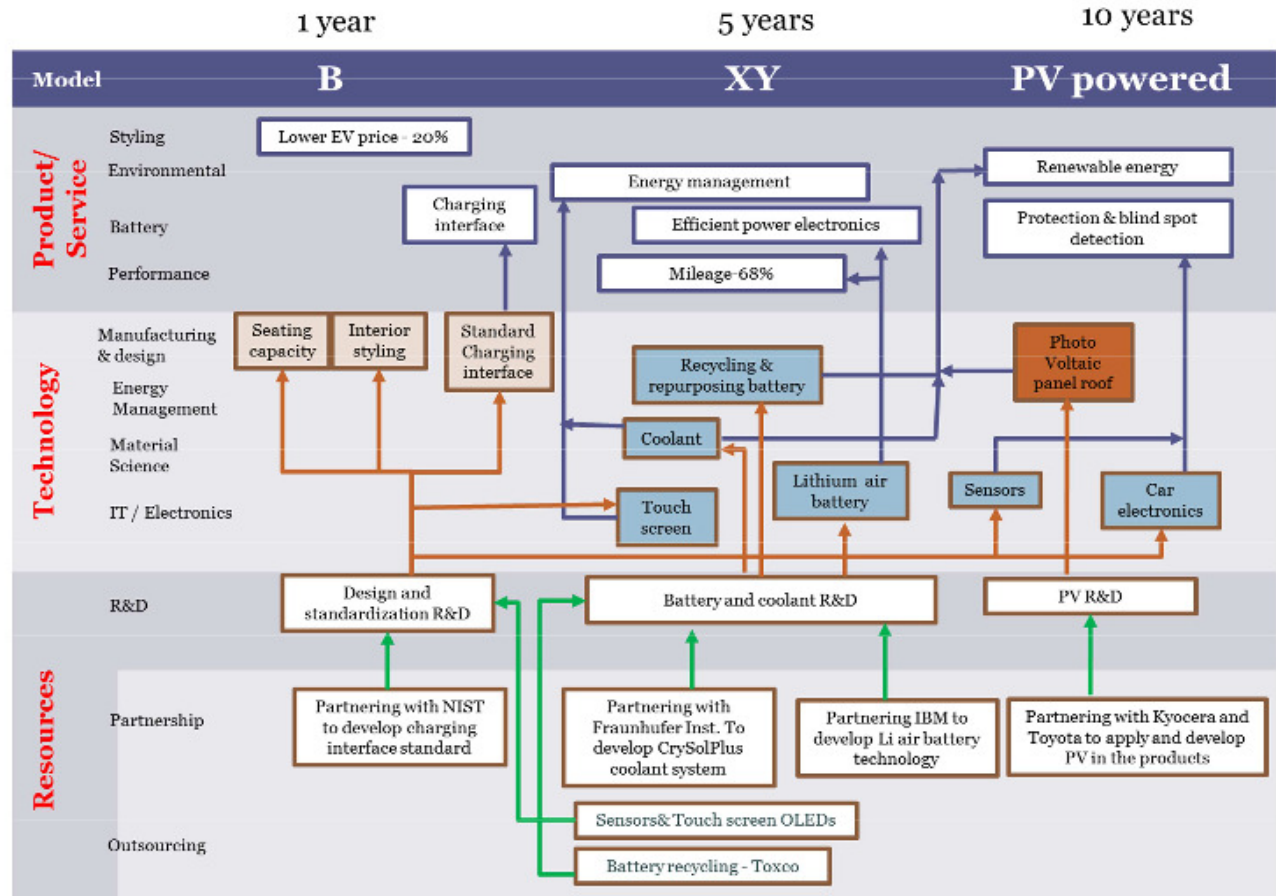 1 year
5 years
10 years
Model
B
XY
PV powered
Product/
Service
Styling
Environmental
Battery
Performance
Lower EV price - 20%
Charging
interface
Energy management
Efficient power electronics
Mileage-68%
Renewable energy
Protection & blind spot
detection
Technology
Manufacturing
& design
Energy
Management
Material
Science
IT / Electronics
Seating
capacity
Interior
styling
Standard
Charging
interface
Recycling &
repurposing battery
Coolant
Touch
screen
Lithium air
battery
Photo
Voltaic
panel roof
Sensors
Car
electronics
Resources
R&D
Partnership
Outsourcing
Design and
standardization R&D
Battery and coolant R&D
PV R&D
Partnering with NIST
to develop charging
interface standard
Partnering with
Fraunhufer Inst. To
develop CrySolPlus
coolant system
Partnering IBM to
develop Li air battery
technology
Partnering with Kyocera and
Toyota to apply and develop
PV in the products
Sensors& Touch screen OLEDs
Battery recycling - Toxco